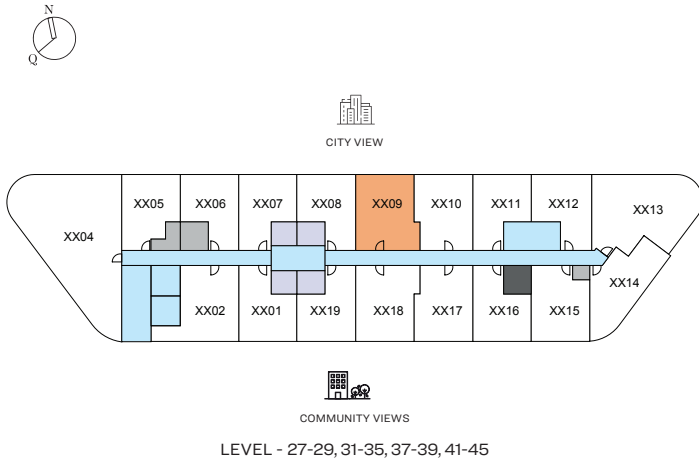 N
Q
CITY VIEW
XX05 XX06 XX07 XX08 XX09 XX10 XX11 XX12 XX13
XX04
XX14
XX02 XX01 XX19 XX18 XX17 XX16 XX15
COMMUNITY VIEWS
LEVEL - 27-29, 31-35, 37-39, 41-45